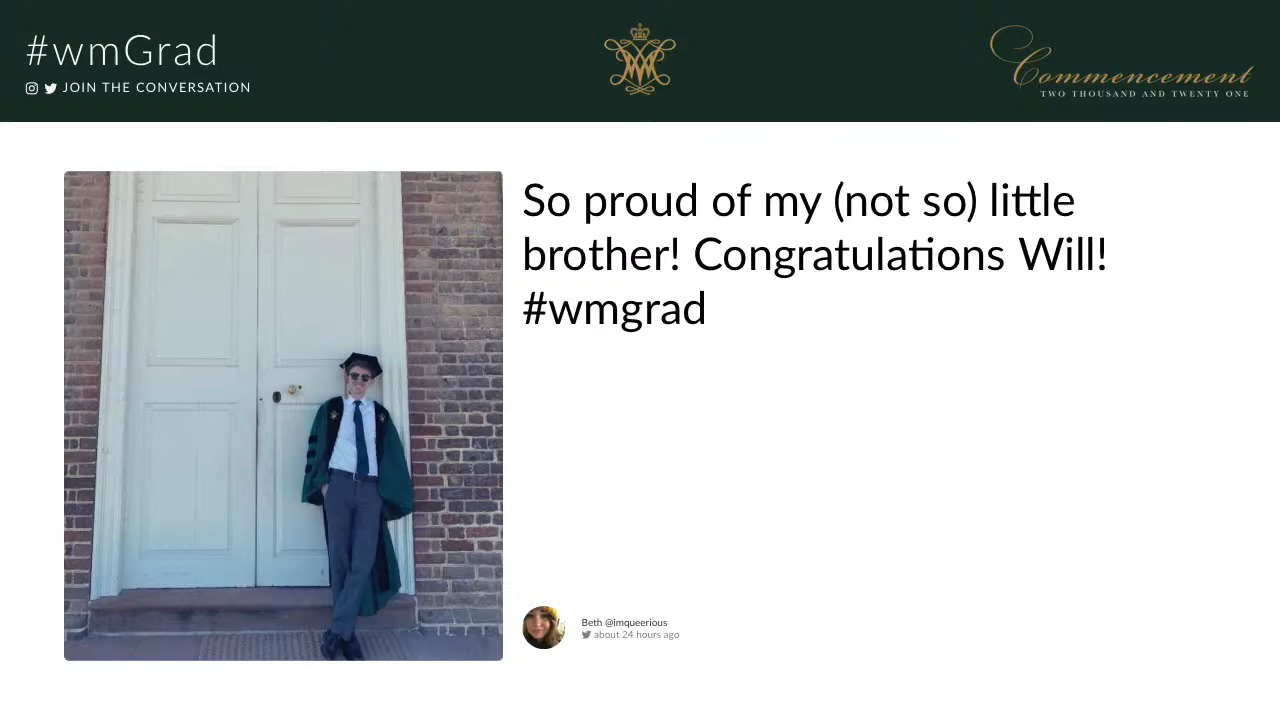 #wmGrad
JOIN THE CONVERSATION
Commencement
TWO THOUSAND AND TWENTY ONE
So proud of my (not so) little
brother! Congratulations Will!
#wmgrad
Beth @imqueerious
about 24 hours ago